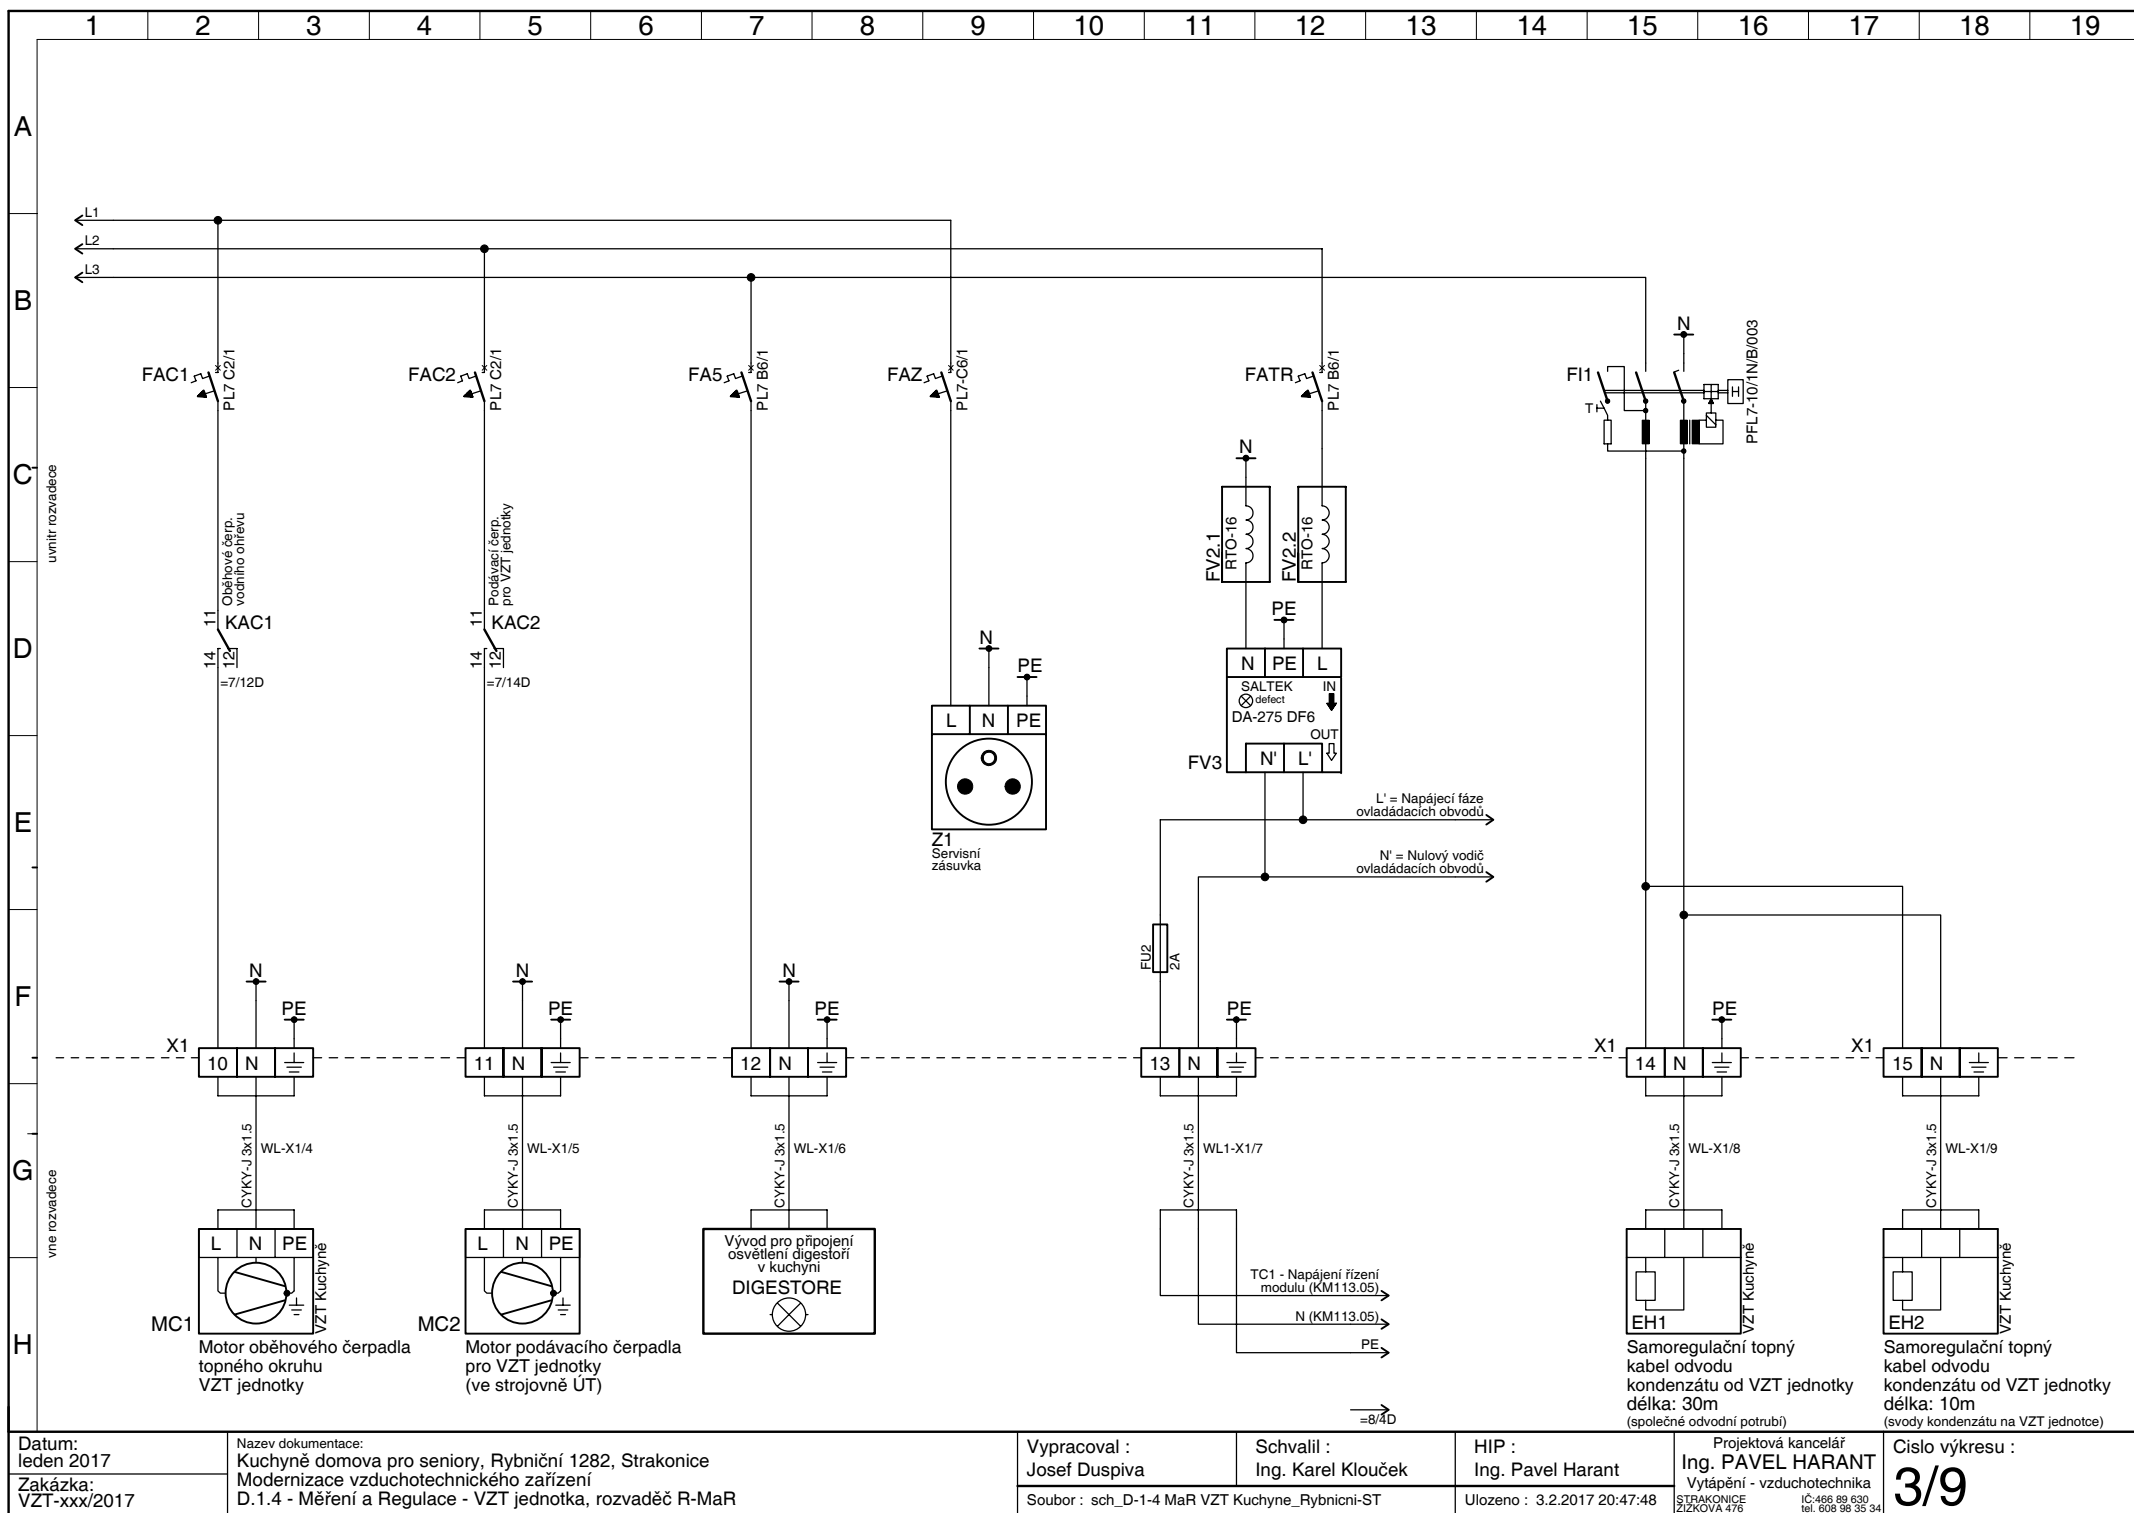 1 2 3 4 5 6 7 8 9 10 11 12 13 14 15 16 17 18 19
A
B
C
D
E
F
G
H
uvnitr rozvadece
vne rozvadece
L1
L2
L3
FAC1
PL7 C2/1
FAC2
PL7 C2/1
FA5
PL7 B6/1
FAZ
PL7-C6/1
FATR
PL7 B6/1
FI1
T
H
N
PFL7-10/1N/B/003
Oběhové čerp.
vodního ohřevu
11
KAC1
14
12
=7/12D
Podávací čerp.
pro VZT jednotky
11
KAC2
14
12
=7/14D
N
PE
L N PE
Z1
Servisní
zásuvka
N
FV2.1
RTO-16
FV2.2
RTO-16
PE
N PE L
SALTEK
IN
defect
DA-275 DF6
OUT
N' L'
FV3
L' = Napájecí fáze
ovladádacích obvodů
N' = Nulový vodič
ovladádacích obvodů
FU2
2A
N
PE
N
PE
N
PE
PE
PE
X1
10 N
11 N
12 N
13 N
X1
14 N
X1
15 N
CYKY-J 3x1.5
WL-X1/4
CYKY-J 3x1.5
WL-X1/5
CYKY-J 3x1.5
WL-X1/6
CYKY-J 3x1.5
WL1-X1/7
CYKY-J 3x1.5
WL-X1/8
CYKY-J 3x1.5
WL-X1/9
L N PE
MC1
VZT Kuchyně
Motor oběhového čerpadla
topného okruhu
VZT jednotky
L N PE
MC2
Motor podávacího čerpadla
pro VZT jednotky
(ve strojovně ÚT)
Vývod pro připojení
osvětlení digestoří
v kuchyni
DIGESTORE
TC1 - Napájení řízení
modulu (KM113.05)
N (KM113.05)
PE
=8/4D
EH1
VZT Kuchyně
Samoregulační topný
kabel odvodu
kondenzátu od VZT jednotky
délka: 30m
(společné odvodní potrubí)
EH2
VZT Kuchyně
Samoregulační topný
kabel odvodu
kondenzátu od VZT jednotky
délka: 10m
(svody kondenzátu na VZT jednotce)
Datum:
leden 2017
Zakázka:
VZT-xxx/2017
Nazev dokumentace:
Kuchyně domova pro seniory, Rybniční 1282, Strakonice
Modernizace vzduchotechnického zařízení
D.1.4 - Měření a Regulace - VZT jednotka, rozvaděč R-MaR
Vypracoval :
Josef Duspiva
Schvalil :
Ing. Karel Klouček
HIP :
Ing. Pavel Harant
Soubor : sch_D-1-4 MaR VZT Kuchyne_Rybnicni-ST
Ulozeno : 3.2.2017 20:47:48
Projektová kancelář
Ing. PAVEL HARANT
Vytápění - vzduchotechnika
STRAKONICE IČ:466 89 630
ŽIŽKOVA 476 tel. 608 98 35 34
Cislo výkresu :
3/9